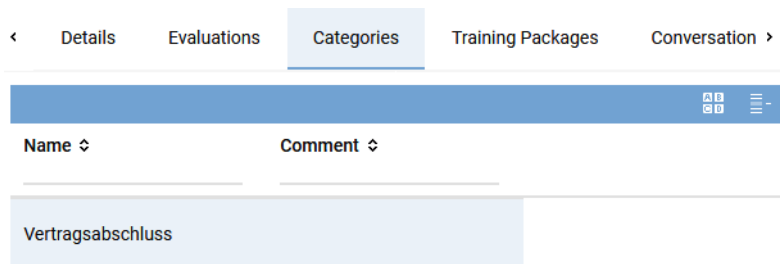 Details Evaluations Categories Training Packages Conversation
A B
C D
Name Comment
Vertragsabschluss